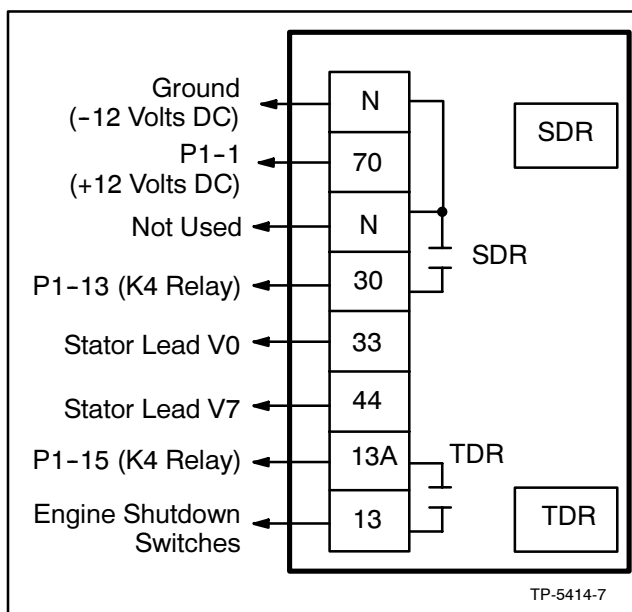 Ground
(-12 Volts DC)
N
P1-1
(+12 Volts DC)
70
Not Used
N
P1-13 (K4 Relay)
30
Stator Lead V0
33
Stator Lead V7
44
P1-15 (K4 Relay)
13A
Engine Shutdown
Switches
13
SDR
SDR
TDR
TDR
TP-5414-7